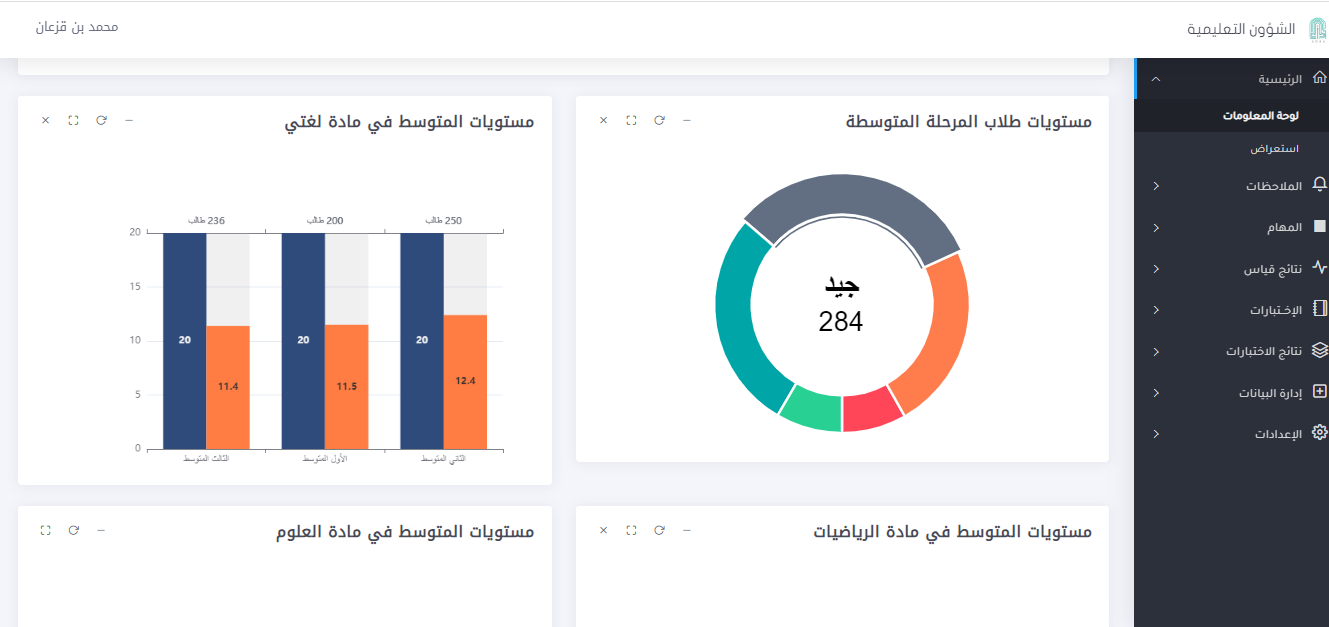 الشؤون التعليمية
محمد بن قزعان
الرئيسية
لوحة المعلومات
استعراض
الملاحظات
المهام
نتائج قياس
الإختبارات
نتائج الاختبارات
إدارة البيانات
الإعدادات
مستويات طلاب المرحلة المتوسطة
جيد
284
مستويات المتوسط في مادة لغتي
236 طالب
200 طالب
250 طالب
20
15
10
5
0
20
11.4
20
11.5
20
12.4
الثالث المتوسط
الأول المتوسط
الثاني المتوسط
مستويات المتوسط في مادة الرياضيات
مستويات المتوسط في مادة العلوم